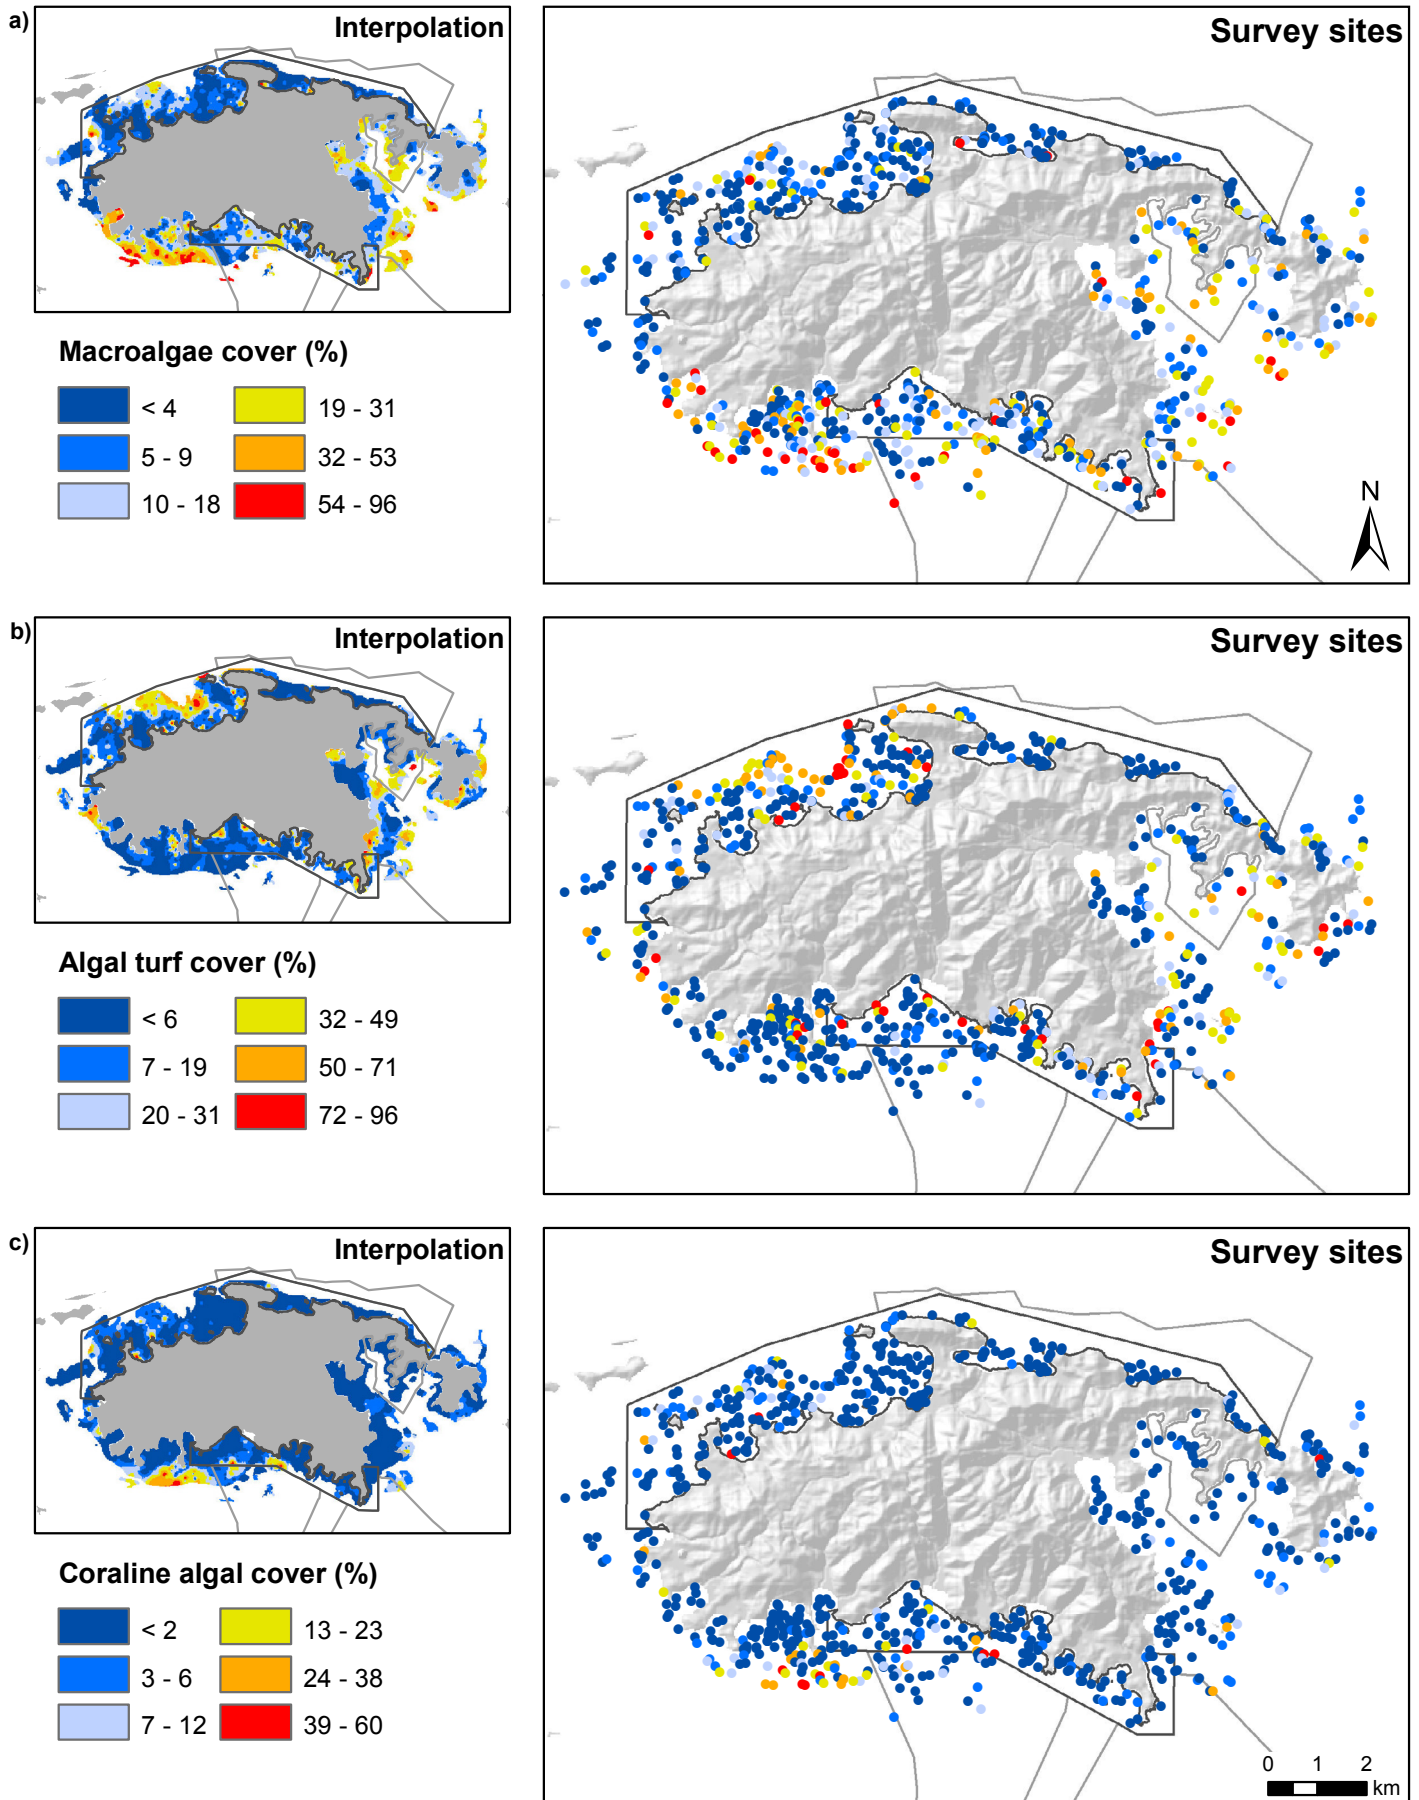 a)
Interpolation
Survey sites
Macroalgae cover (%)
< 4
19 - 31
5 - 9
32 - 53
10 - 18
54 - 96
N
b)
Interpolation
Survey sites
Algal turf cover (%)
< 6
32 - 49
7 - 19
50 - 71
20 - 31
72 - 96
c)
Interpolation
Survey sites
Coraline algal cover (%)
< 2
13 - 23
3 - 6
24 - 38
7 - 12
39 - 60
0 1 2
km